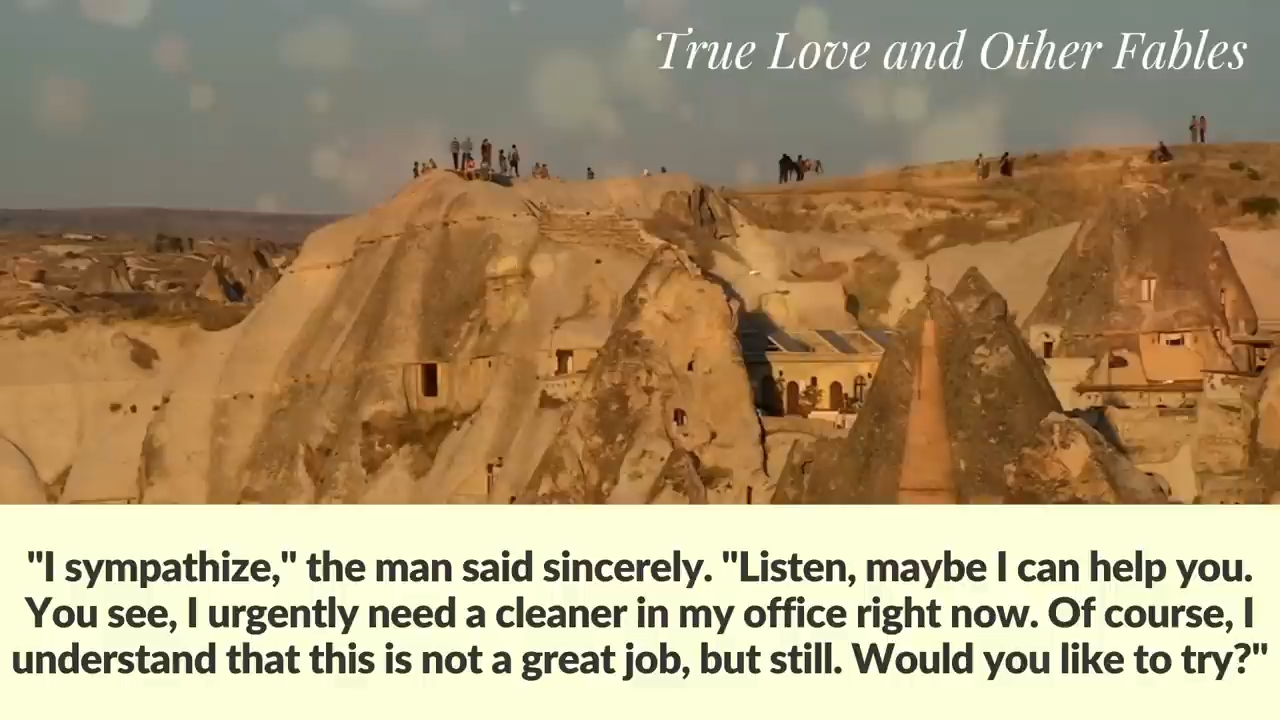 True Love and Other Fables
"I sympathize," the man said sincerely. "Listen, maybe I can help you.
You see, I urgently need a cleaner in my office right now. Of course, I
understand that this is not a great job, but still. Would you like to try?"